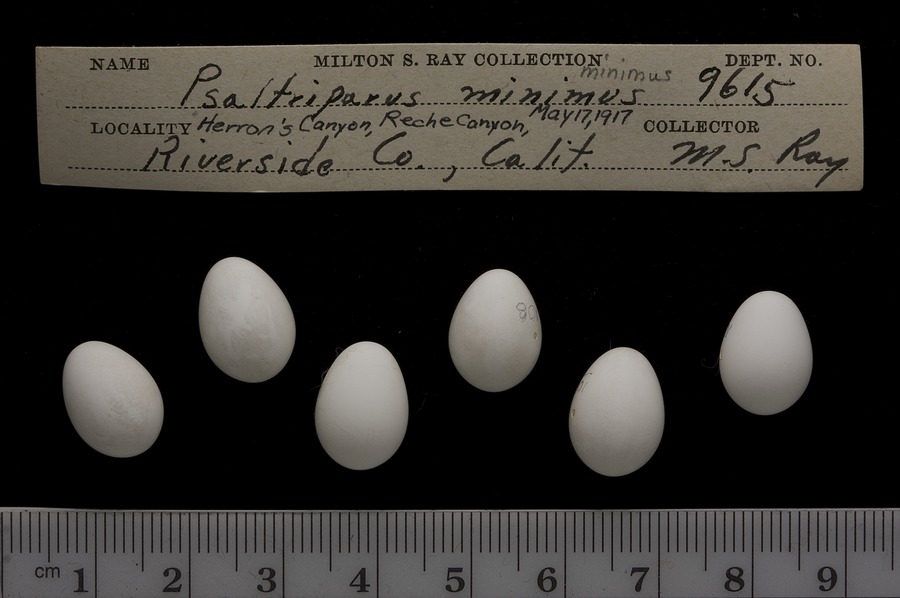 NAME MILTON S. RAY COLLECTION DEPT. NO.
minimus
Psaltriparus minimus 9615
LOCALITY Herron's Canyon, Reche Canyon, May 17, 1917 COLLECTOR
Riverside Co., Calif. M.S. Ray
80
cm 1 2 3 4 5 6 7 8 9